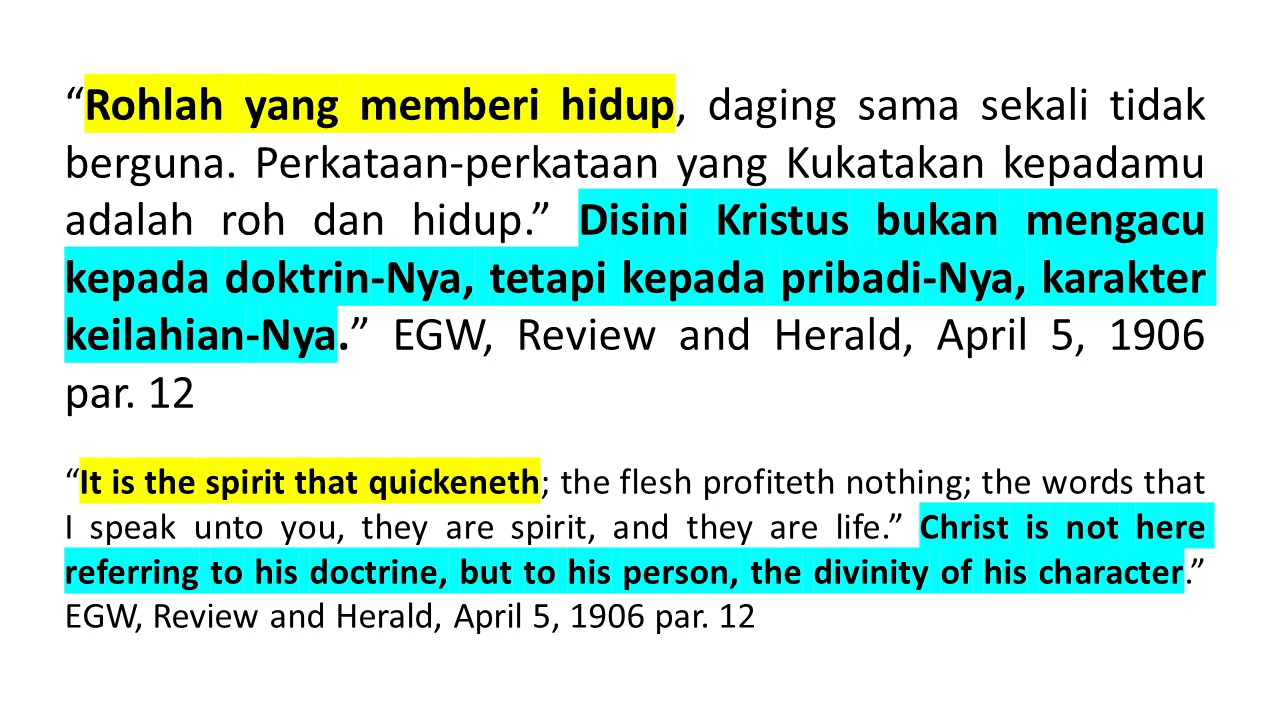 “Rohlah yang memberi hidup, daging sama sekali tidak
berguna. Perkataan-perkataan yang Kukatakan kepadamu
adalah roh dan hidup.” Disini Kristus bukan mengacu
kepada doktrin-Nya, tetapi kepada pribadi-Nya, karakter
keilahian-Nya.” EGW, Review and Herald, April 5, 1906
par. 12
“It is the spirit that quickeneth; the flesh profiteth nothing; the words that
I speak unto you, they are spirit, and they are life.” Christ is not here
referring to his doctrine, but to his person, the divinity of his character.”
EGW, Review and Herald, April 5, 1906 par. 12